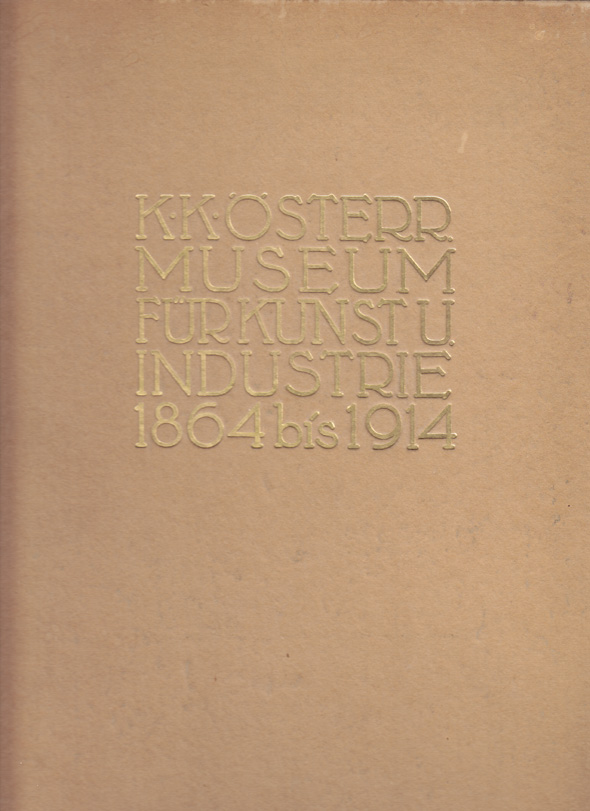 K·K·ÖSTERR.
MUSEUM
FÜR KUNST U.
INDUSTRIE
1864 bis 1914